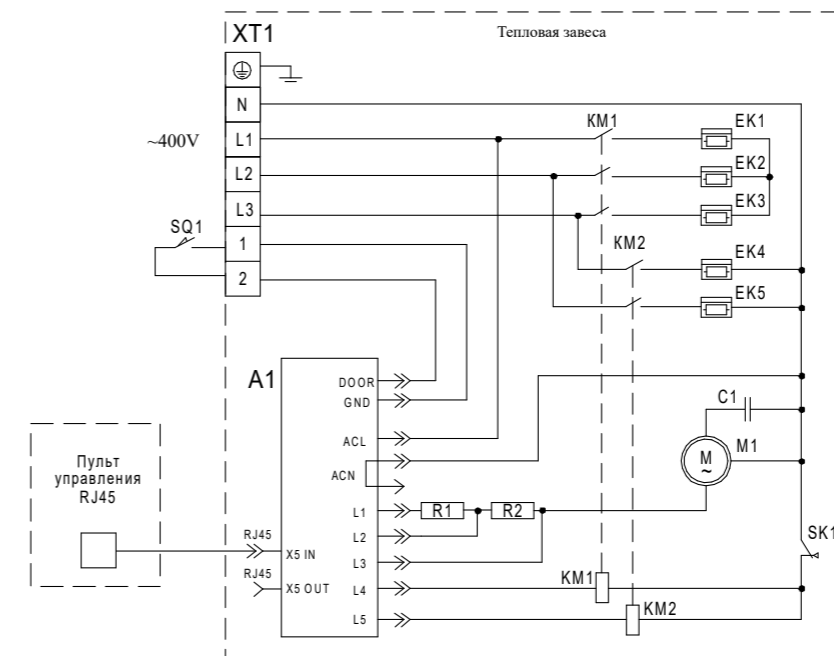 XT1
Тепловая завеса
N
~400V
L1
KM1
EK1
L2
EK2
L3
EK3
SQ1
1
KM2
EK4
2
EK5
A1
DOOR
GND
C1
ACL
M1
M
~
ACN
Пульт
управления
RJ45
L1
R1
R2
L2
SK1
RJ45
X5 IN
L3
RJ45
X5 OUT
L4
KM1
L5
KM2